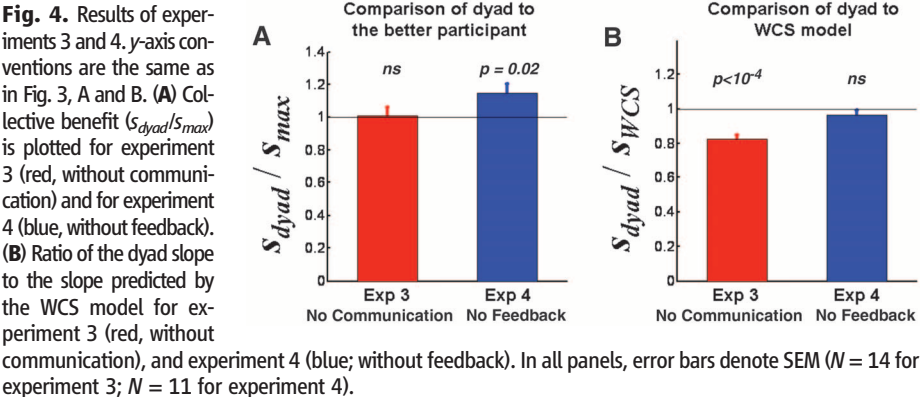 Fig. 4. Results of exper-
iments 3 and 4. y-axis con-
ventions are the same as
in Fig. 3, A and B. (A) Col-
lective benefit (s_dyad/s_max)
is plotted for experiment
3 (red, without communi-
cation) and for experiment
4 (blue, without feedback).
(B) Ratio of the dyad slope
to the slope predicted by
the WCS model for ex-
periment 3 (red, without
communication), and experiment 4 (blue; without feedback). In all panels, error bars denote SEM (N = 14 for
experiment 3; N = 11 for experiment 4).
A
Comparison of dyad to
the better participant
s_dyad / s_max
1.4
1.2
1
0.8
0.6
0.4
0.2
0
ns
p = 0.02
Exp 3
No Communication
Exp 4
No Feedback
B
Comparison of dyad to
WCS model
s_dyad / s_WCS
1.2
1
0.8
0.6
0.4
0.2
0
p<10^-4
ns
Exp 3
No Communication
Exp 4
No Feedback